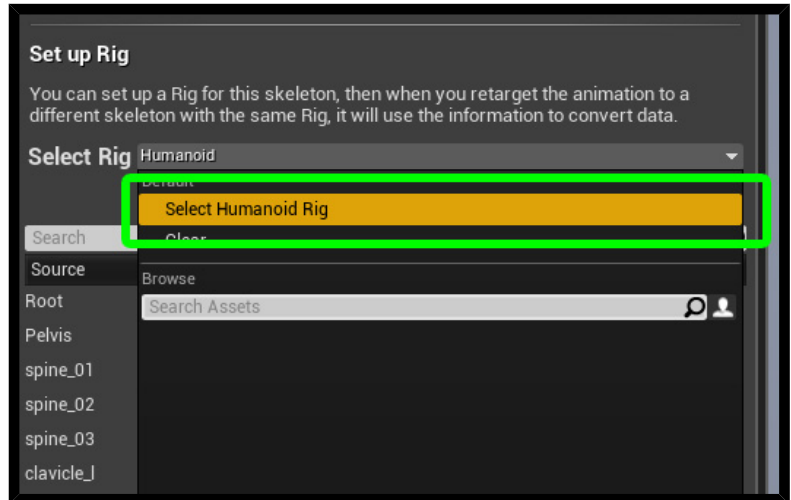 Set up Rig
You can set up a Rig for this skeleton, then when you retarget the animation to a
different skeleton with the same Rig, it will use the information to convert data.
Select Rig Humanoid
Default
Select Humanoid Rig
Search Clear
Source
Browse
Root Search Assets
Pelvis
spine_01
spine_02
spine_03
clavicle_l